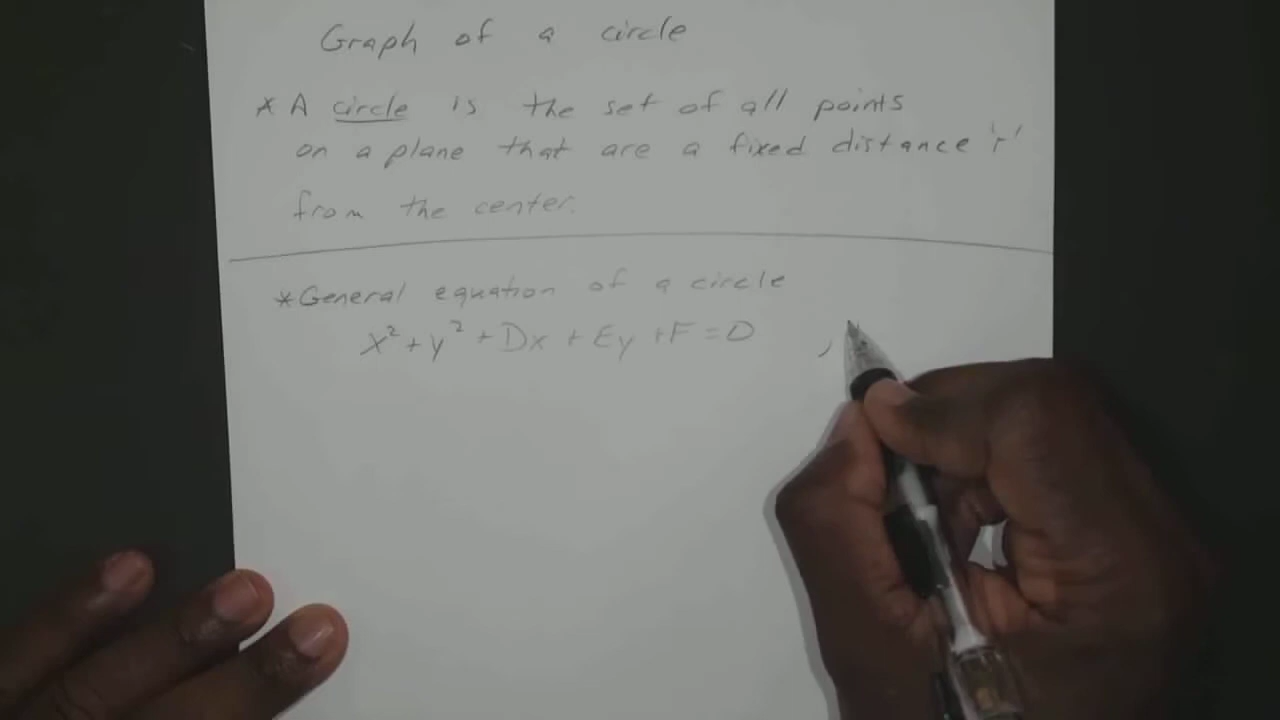 Graph of a circle
* A circle is the set of all points
on a plane that are a fixed distance 'r'
from the center.
* General equation of a circle
x² + y² + Dx + Ey + F = 0 ,